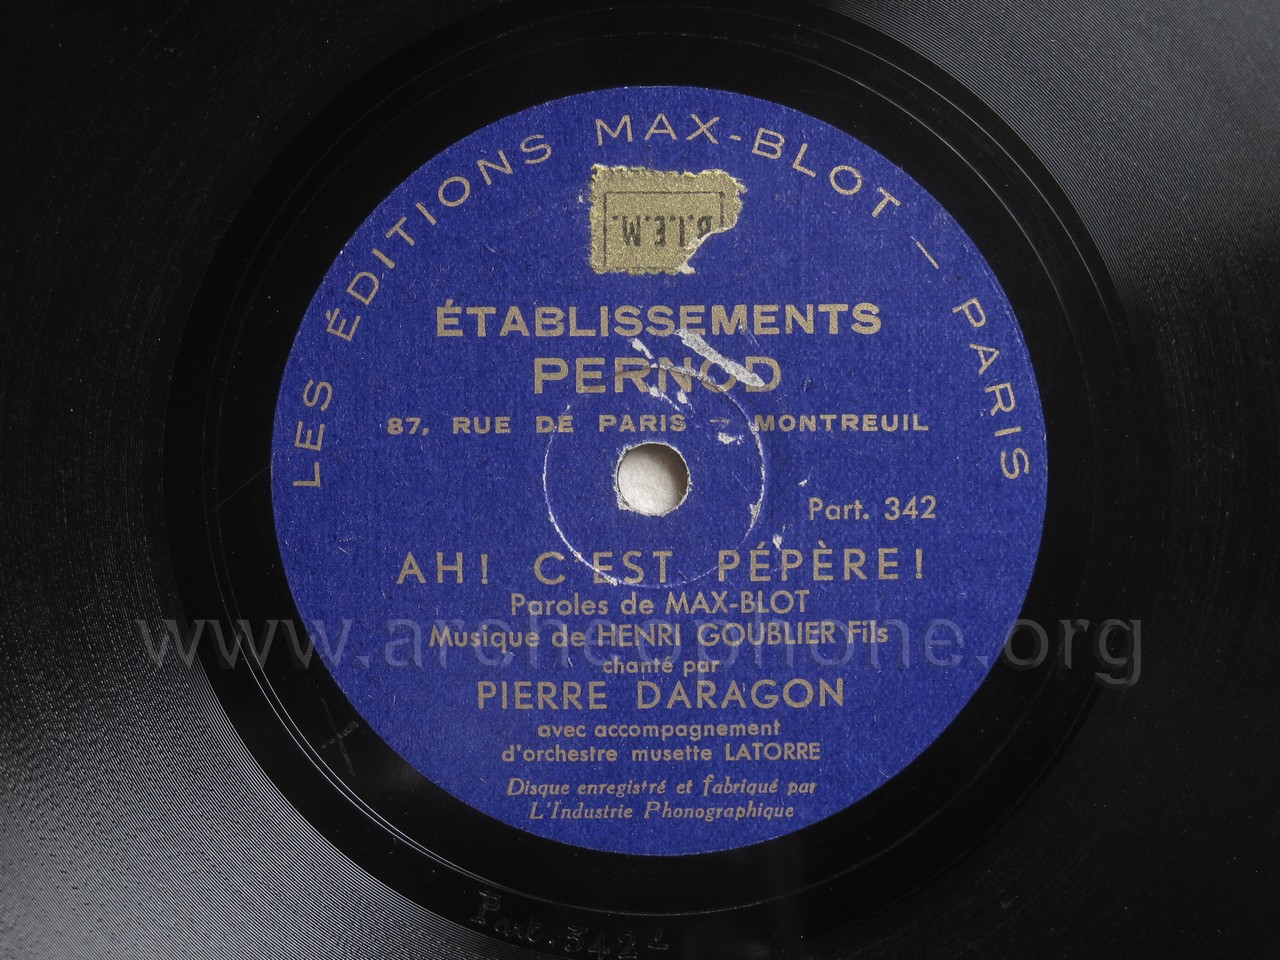 LES ÉDITIONS MAX-BLOT — PARIS
B.I.E.M.
ÉTABLISSEMENTS
PERNOD
87, RUE DE PARIS — MONTREUIL
Part. 342
AH! C'EST PÉPÈRE!
Paroles de MAX-BLOT
Musique de HENRI GOUBLIER Fils
www.archeophone.org
chanté par
PIERRE DARAGON
avec accompagnement
d'orchestre musette LATORRE
Disque enregistré et fabriqué par
L'Industrie Phonographique
Part. 342